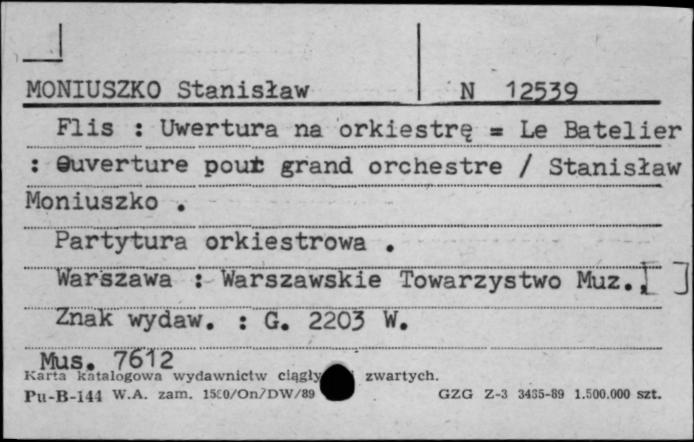 MONIUSZKO Stanisław N 12539
Flis : Uwertura na orkiestrę = Le Batelier
: Ouverture pour grand orchestre / Stanisław
Moniuszko .
Partytura orkiestrowa .
Warszawa : Warszawskie Towarzystwo Muz., [ ]
Znak wydaw. : G. 2203 W.
Mus. 7612
Karta katalogowa wydawnictw zwartych.
Pu-B-144 W.A. zam. 1580/On/DW/89 GZG Z-3 3435-89 1.500.000 szt.